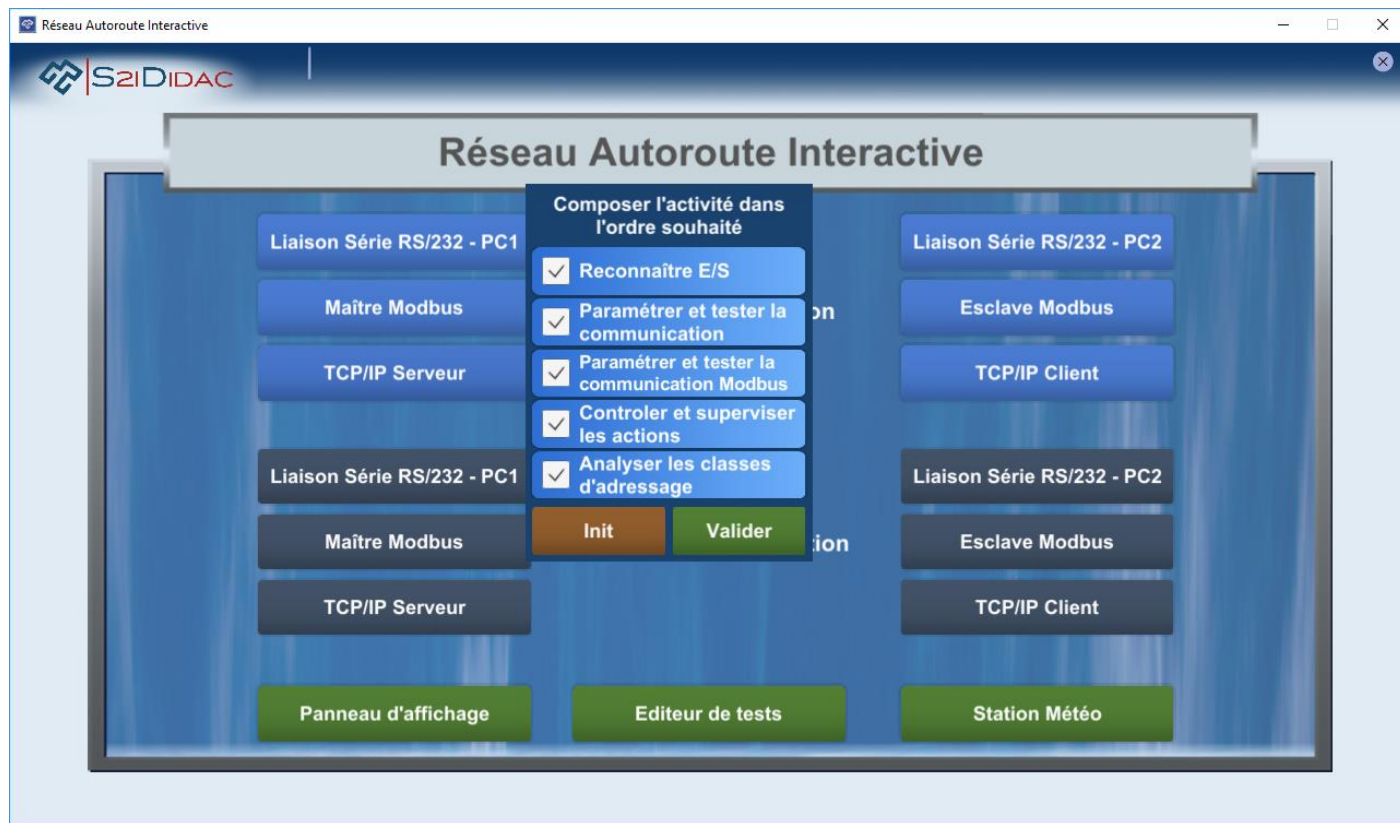 Réseau Autoroute Interactive
S2IDIDAC
Réseau Autoroute Interactive
Composer l'activité dans
l'ordre souhaité
Liaison Série RS/232 - PC1
Liaison Série RS/232 - PC2
Reconnaître E/S
Maître Modbus
Paramétrer et tester la
communication
on
Esclave Modbus
TCP/IP Serveur
Paramétrer et tester la
communication Modbus
TCP/IP Client
Controler et superviser
les actions
Liaison Série RS/232 - PC1
Analyser les classes
d'adressage
Liaison Série RS/232 - PC2
Maître Modbus
Init
Valider
ion
Esclave Modbus
TCP/IP Serveur
TCP/IP Client
Panneau d'affichage
Editeur de tests
Station Météo